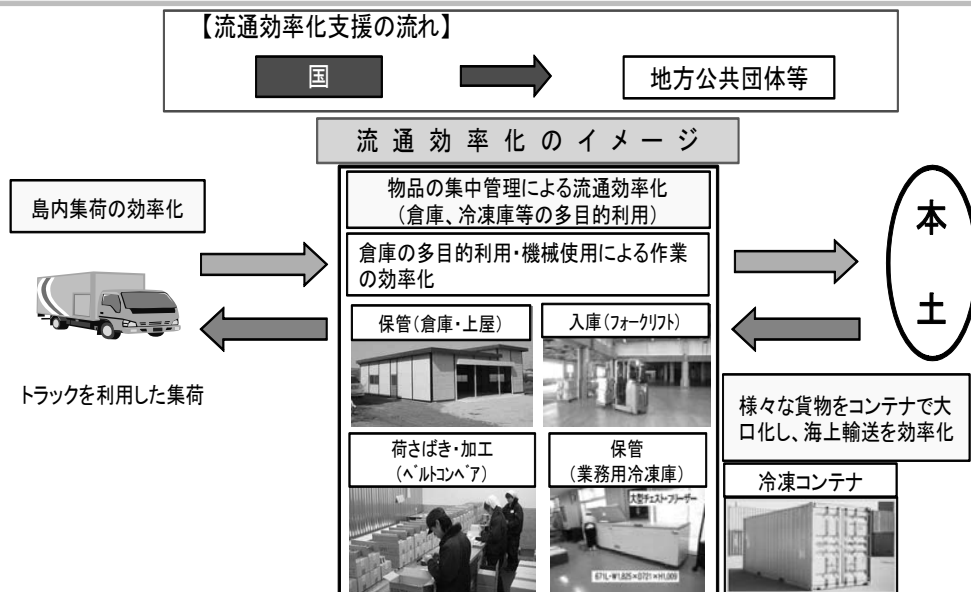 【流通効率化支援の流れ】
国
地方公共団体等
流通効率化のイメージ
島内集荷の効率化
物品の集中管理による流通効率化
(倉庫、冷凍庫等の多目的利用)
倉庫の多目的利用・機械使用による作業
の効率化
本
土
保管(倉庫・上屋)
入庫(フォークリフト)
トラックを利用した集荷
荷さばき・加工
(ベルトコンベア)
保管
(業務用冷凍庫)
大型チェストフリーザー
671L・W1,825×D721×H1,009
様々な貨物をコンテナで大
口化し、海上輸送を効率化
冷凍コンテナ